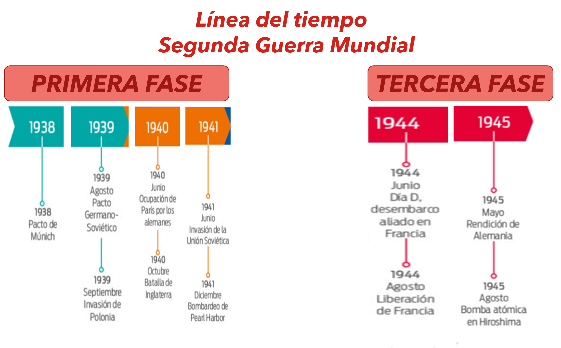 Línea del tiempo
Segunda Guerra Mundial
PRIMERA FASE
1938
1939
1940
1941
1938
Pacto de
Múnich
1939
Agosto
Pacto
Germano-
Soviético
1939
Septiembre
Invasión de
Polonia
1940
Junio
Ocupación de
París por los
alemanes
1940
Octubre
Batalla de
Inglaterra
1941
Junio
Invasión de la
Unión Soviética
1941
Diciembre
Bombardeo de
Pearl Harbor
TERCERA FASE
1944
1945
1944
Junio
Día D,
desembarco
aliado en
Francia
1944
Agosto
Liberación
de Francia
1945
Mayo
Rendición de
Alemania
1945
Agosto
Bomba atómica
en Hiroshima